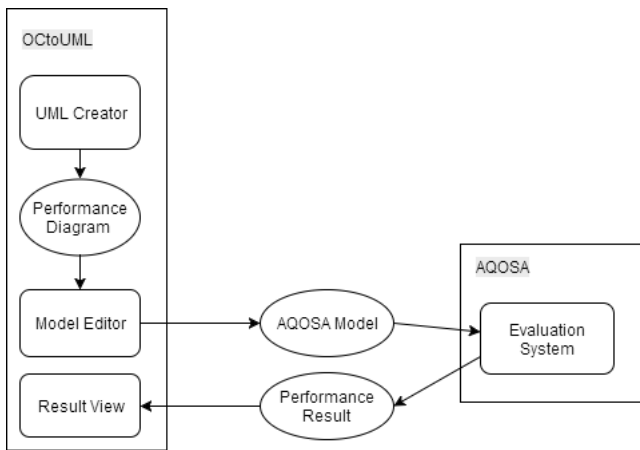 OCtoUML
UML Creator
Performance
Diagram
Model Editor
AQOSA Model
AQOSA
Evaluation
System
Result View
Performance
Result